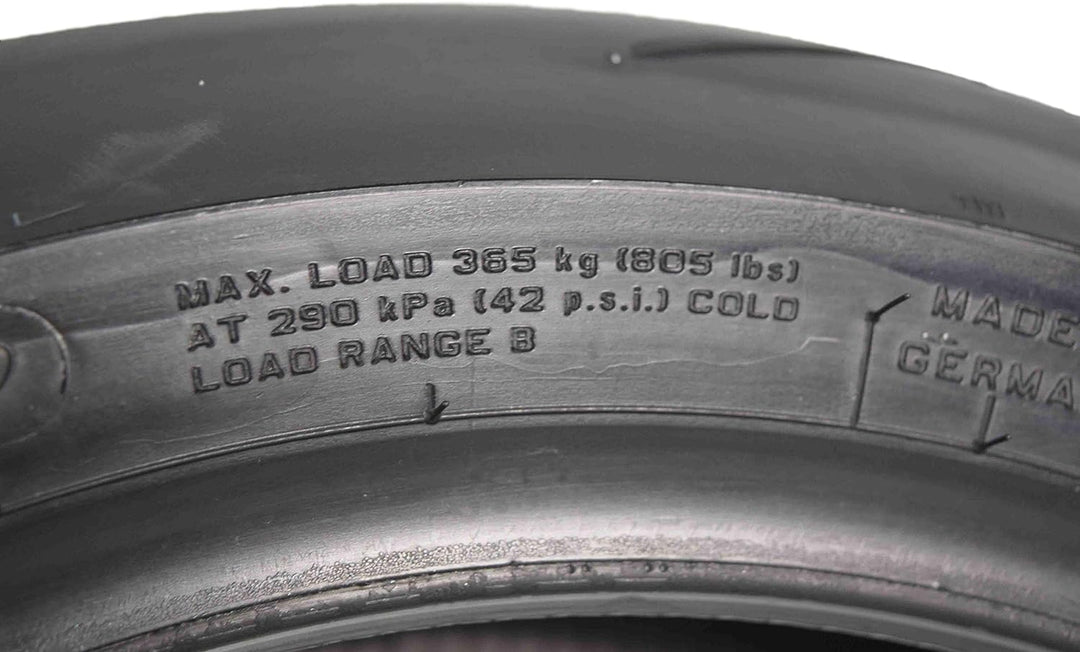 MAX. LOAD 365 kg (805 lbs)
AT 290 kPa (42 p.s.i.) COLD
LOAD RANGE B
MADE
GERMA